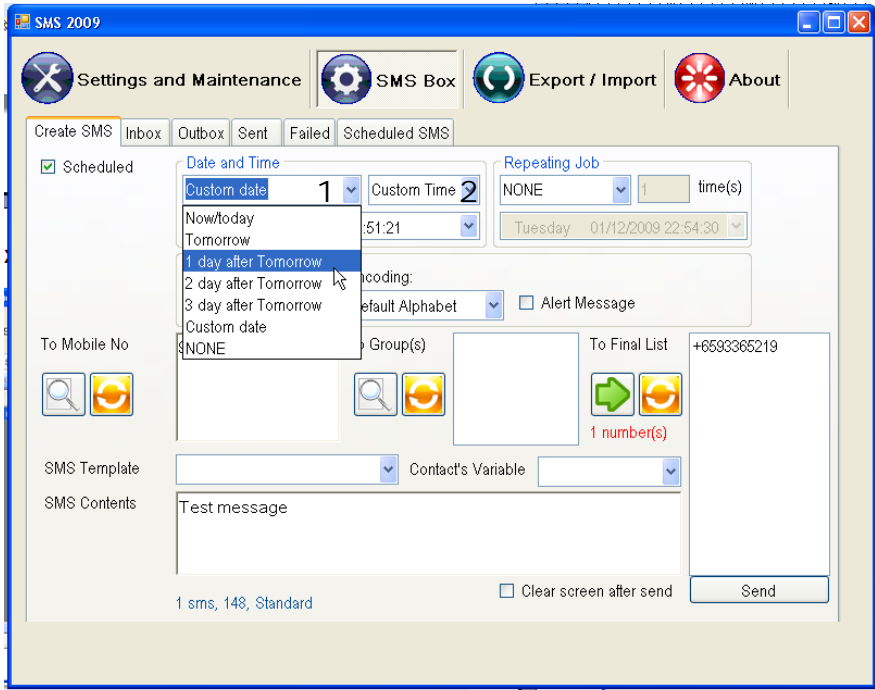 SMS 2009
Settings and Maintenance SMS Box Export / Import About
Create SMS Inbox Outbox Sent Failed Scheduled SMS
Scheduled
Date and Time
Custom date 1 Custom Time 2
Now/today
Tomorrow
1 day after Tomorrow
2 day after Tomorrow
3 day after Tomorrow
Custom date
NONE
:51:21
Repeating Job
NONE 1 time(s)
Tuesday 01/12/2009 22:54:30
ncoding:
efault Alphabet Alert Message
To Mobile No Group(s) To Final List +6593365219
1 number(s)
SMS Template Contact's Variable
SMS Contents Test message
1 sms, 148, Standard Clear screen after send Send